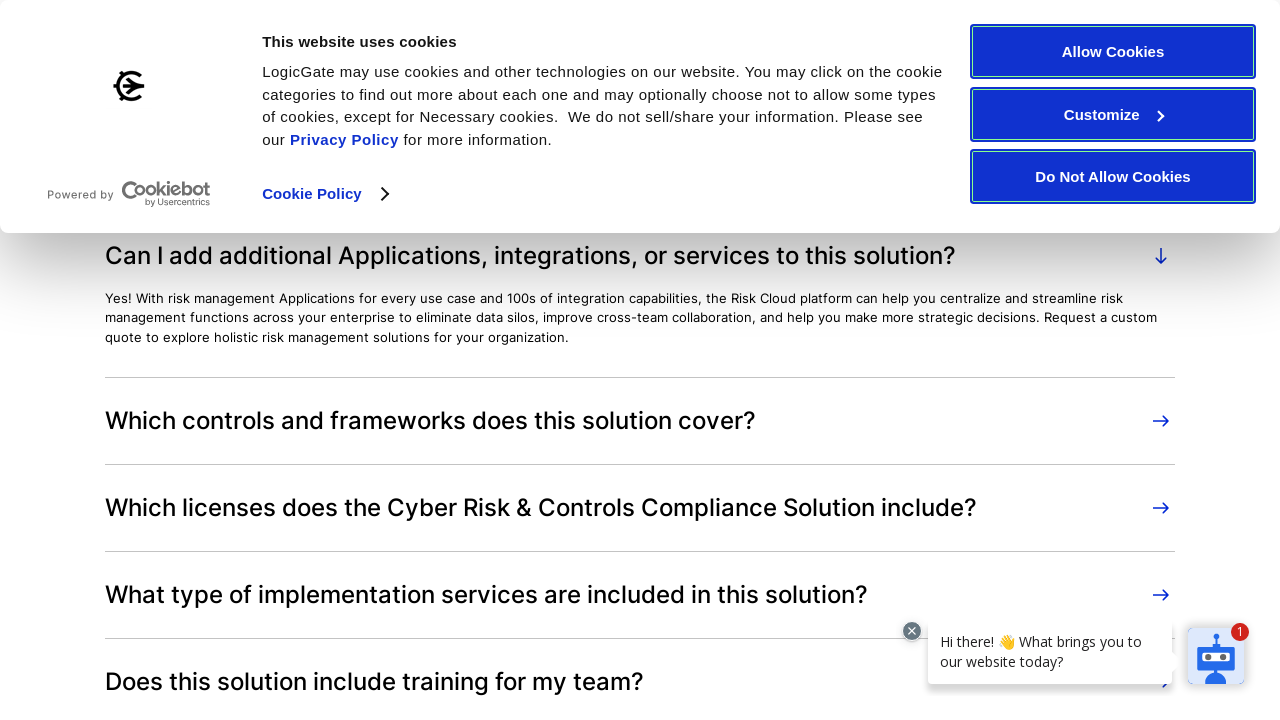 This website uses cookies
LogicGate may use cookies and other technologies on our website. You may click on the cookie
categories to find out more about each one and may optionally choose not to allow some types
of cookies, except for Necessary cookies.  We do not sell/share your information. Please see
our Privacy Policy for more information.
Cookie Policy
Powered by Cookiebot
by Usercentrics
Allow Cookies
Customize
Do Not Allow Cookies
Can I add additional Applications, integrations, or services to this solution?
Yes! With risk management Applications for every use case and 100s of integration capabilities, the Risk Cloud platform can help you centralize and streamline risk
management functions across your enterprise to eliminate data silos, improve cross-team collaboration, and help you make more strategic decisions. Request a custom
quote to explore holistic risk management solutions for your organization.
Which controls and frameworks does this solution cover?
Which licenses does the Cyber Risk & Controls Compliance Solution include?
What type of implementation services are included in this solution?
Does this solution include training for my team?
Hi there! 👋 What brings you to
our website today?
1